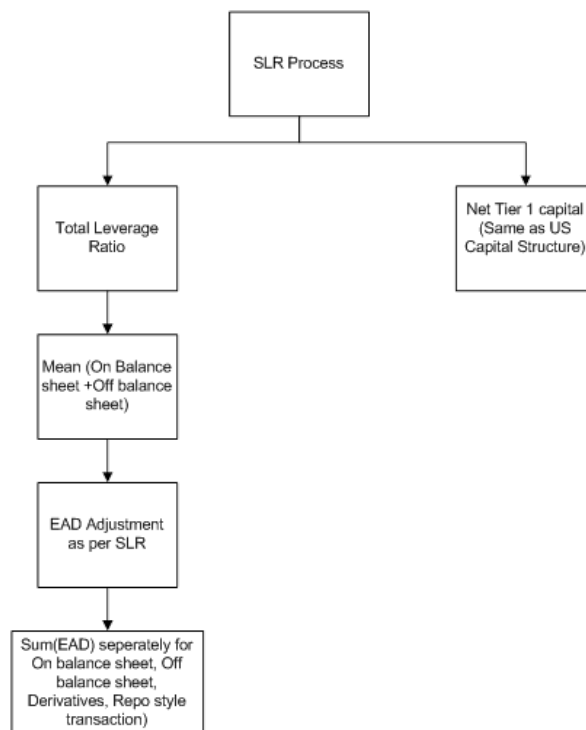 SLR Process
Total Leverage
Ratio
Net Tier 1 capital
(Same as US
Capital Structure)
Mean (On Balance
sheet +Off balance
sheet)
EAD Adjustment
as per SLR
Sum(EAD) seperately for
On balance sheet, Off
balance sheet,
Derivatives, Repo style
transaction)